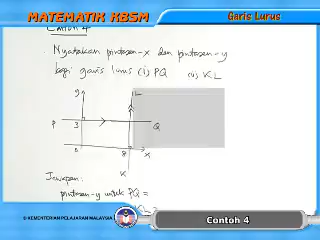 MATEMATIK KBSM
Garis Lurus
Contoh 4
Nyatakan pintasan-x dan pintasan-y
bagi garis lurus (i) PQ (ii) KL
y
L
P 3 Q
0 8 x
K
Jawapan:
pintasan-y untuk PQ =
KL =
© KEMENTERIAN PELAJARAN MALAYSIA
Contoh 4